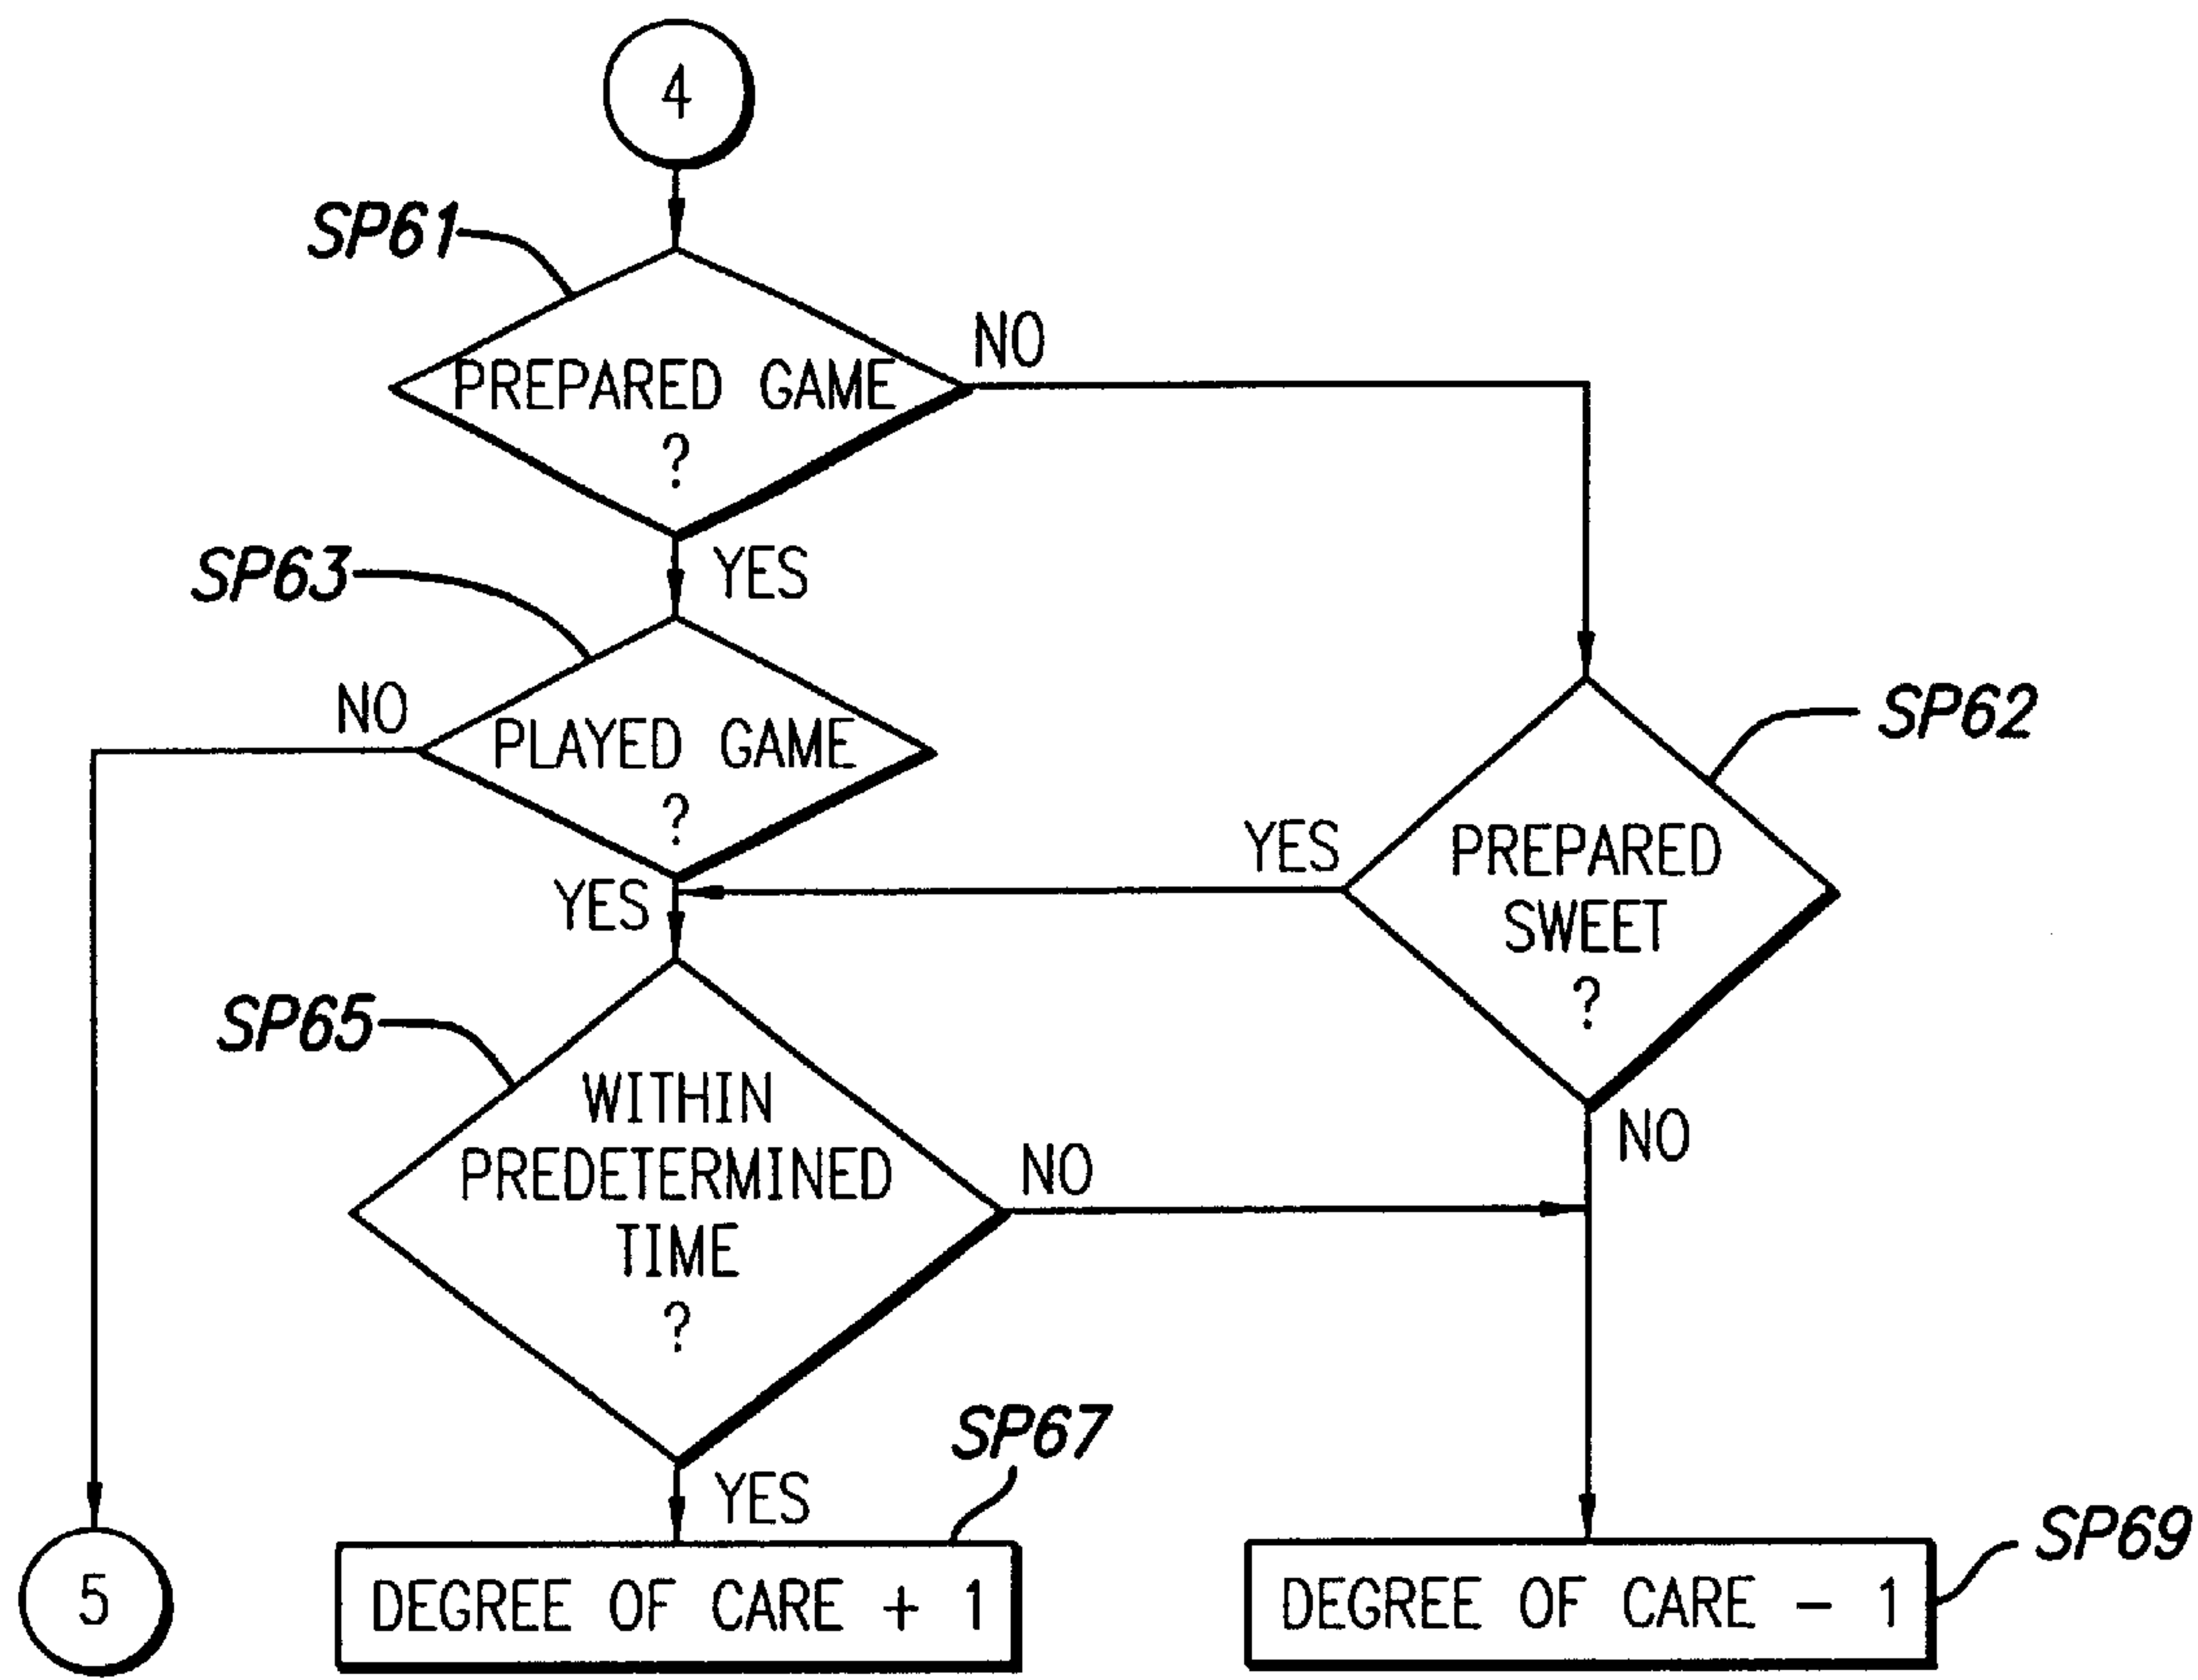 4
SP61
NO
PREPARED GAME
?
YES
SP63
NO
PLAYED GAME
?
YES
SP62
YES
PREPARED
SWEET
?
NO
SP65
WITHIN
PREDETERMINED
TIME
?
NO
YES
SP67
SP69
5
DEGREE OF CARE + 1
DEGREE OF CARE - 1